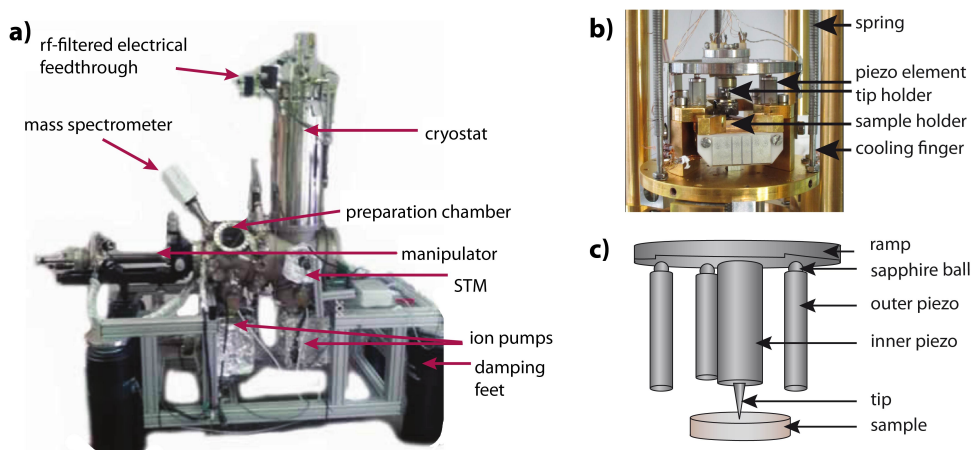 a)
rf-filtered electrical
feedthrough
mass spectrometer
cryostat
preparation chamber
manipulator
STM
ion pumps
damping
feet
b)
spring
piezo element
tip holder
sample holder
cooling finger
c)
ramp
sapphire ball
outer piezo
inner piezo
tip
sample